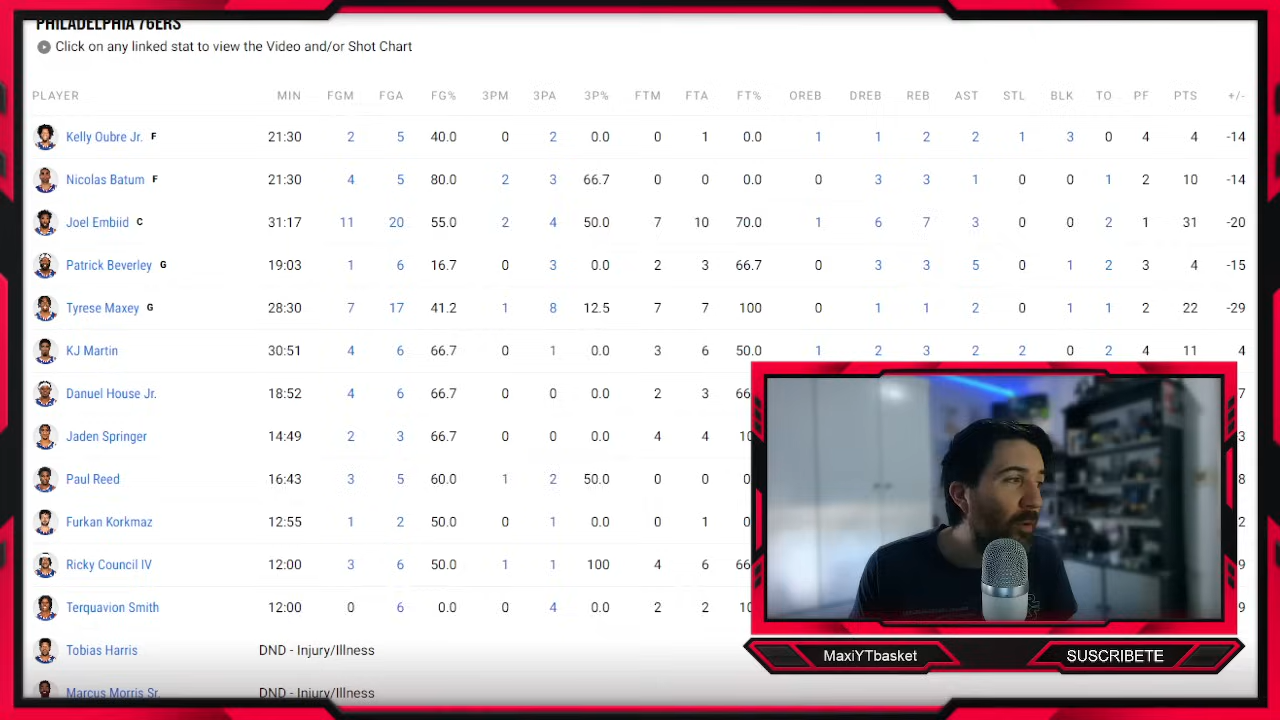 PHILADELPHIA 76ERS
Click on any linked stat to view the Video and/or Shot Chart
PLAYER MIN FGM FGA FG% 3PM 3PA 3P% FTM FTA FT% OREB DREB REB AST STL BLK TO PF PTS +/-
Kelly Oubre Jr. F 21:30 2 5 40.0 0 2 0.0 0 1 0.0 1 1 2 2 1 3 0 4 4 -14
Nicolas Batum F 21:30 4 5 80.0 2 3 66.7 0 0 0.0 0 3 3 1 0 0 1 2 10 -14
Joel Embiid C 31:17 11 20 55.0 2 4 50.0 7 10 70.0 1 6 7 3 0 0 2 1 31 -20
Patrick Beverley G 19:03 1 6 16.7 0 3 0.0 2 3 66.7 0 3 3 5 0 1 2 3 4 -15
Tyrese Maxey G 28:30 7 17 41.2 1 8 12.5 7 7 100 0 1 1 2 0 1 1 2 22 -29
KJ Martin 30:51 4 6 66.7 0 1 0.0 3 6 50.0 1 2 3 2 2 0 2 4 11 4
Danuel House Jr. 18:52 4 6 66.7 0 0 0.0 2 3 66 7
Jaden Springer 14:49 2 3 66.7 0 0 0.0 4 4 10 3
Paul Reed 16:43 3 5 60.0 1 2 50.0 0 0 0 8
Furkan Korkmaz 12:55 1 2 50.0 0 1 0.0 0 1 0 2
Ricky Council IV 12:00 3 6 50.0 1 1 100 4 6 66 9
Terquavion Smith 12:00 0 6 0.0 0 4 0.0 2 2 10 9
Tobias Harris DND - Injury/Illness
Marcus Morris Sr. DND - Injury/Illness
MaxiYTbasket SUSCRIBETE